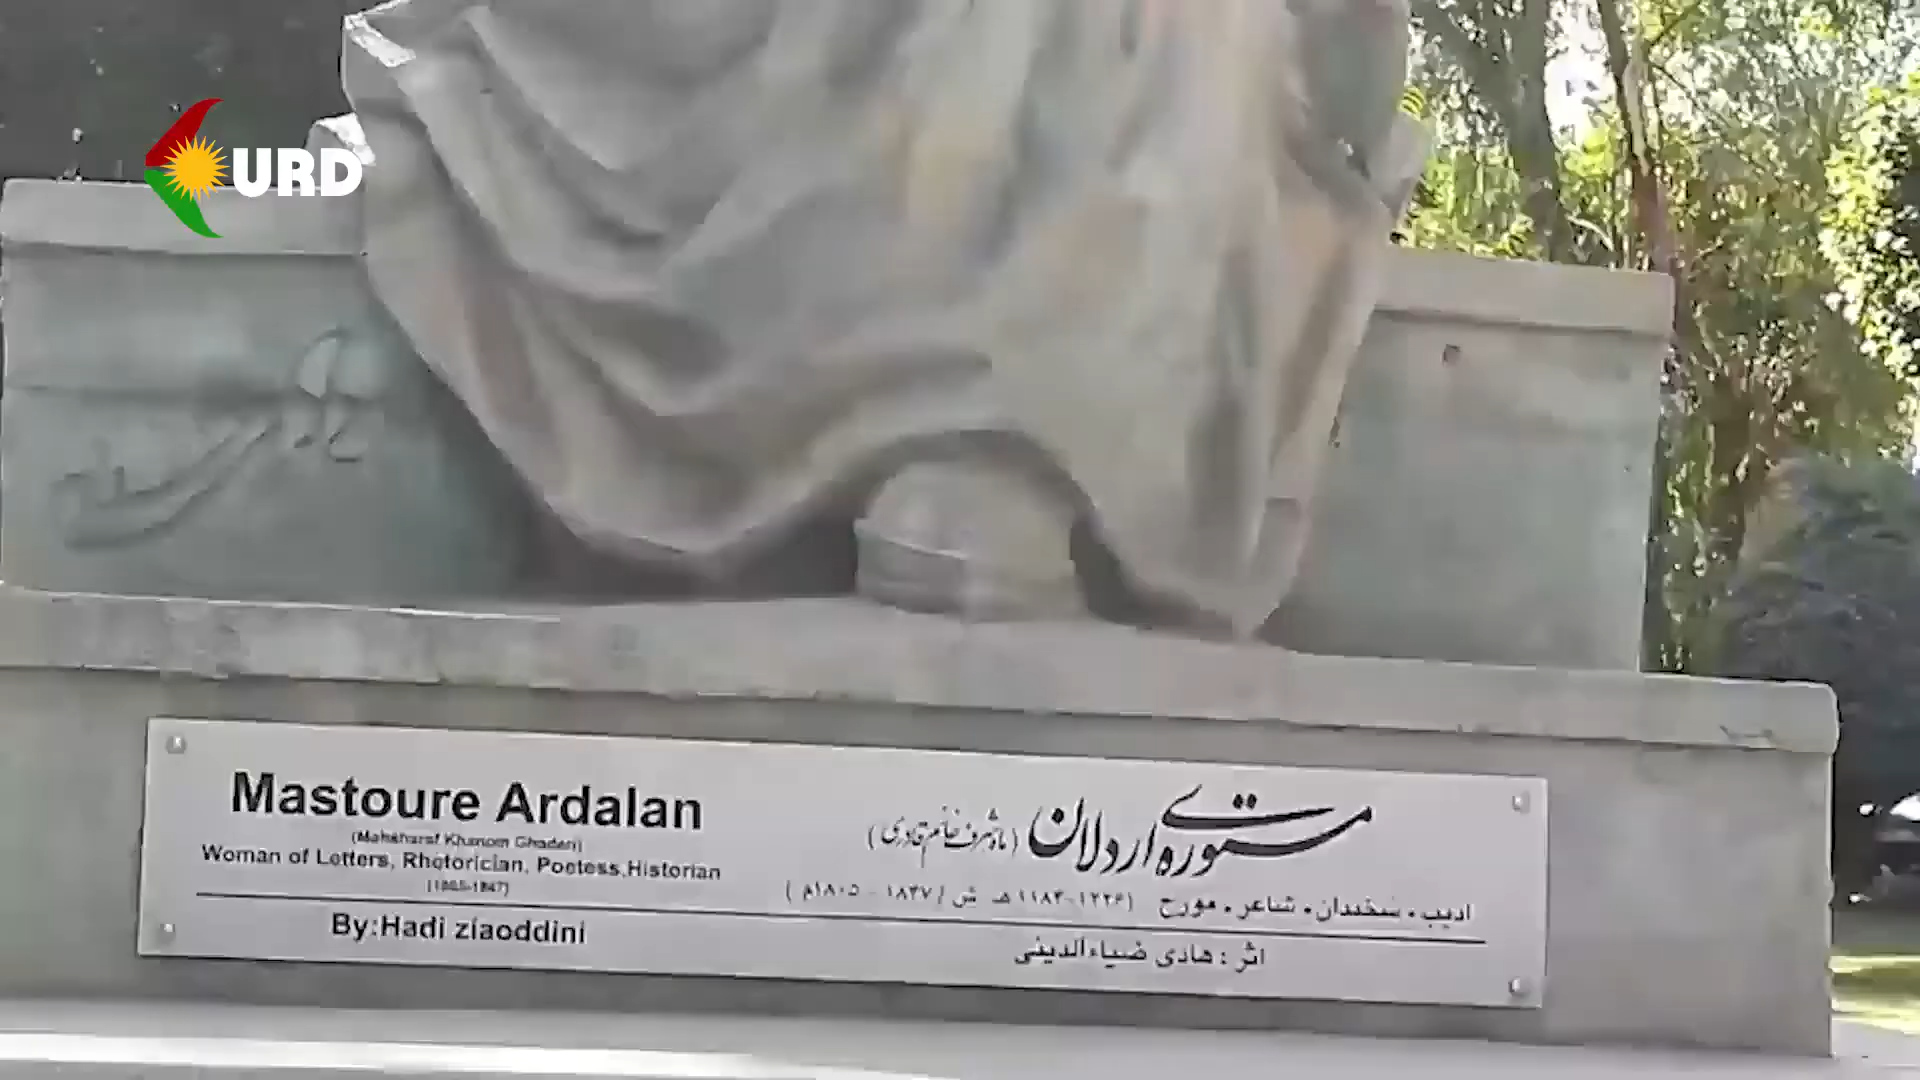 URD
Mastoure Ardalan
(Mahsharaf Khanom Ghaderi)
Woman of Letters, Rhetorician, Poetess,Historian
(1805-1847)
By:Hadi ziaoddini
مستوره‌ی اردلان (ماه شرف خانم قادری)
ادیب ، سخندان ، شاعر ، مورخ (۱۲۲۶-۱۱۸۴ هـ ش / ۱۸۴۷ - ۱۸۰۵م)
اثر : هادی ضیاءالدینی